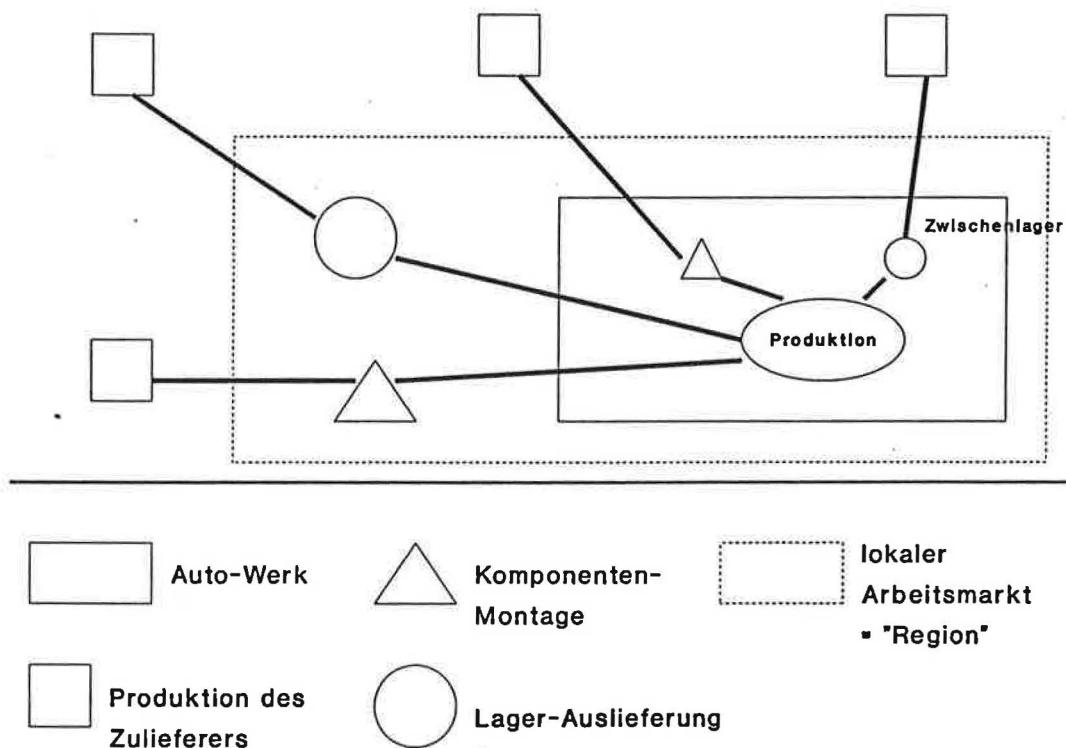 Zwischenlager
Produktion
Auto-Werk
Komponenten-
Montage
lokaler
Arbeitsmarkt
= "Region"
Produktion des
Zulieferers
Lager-Auslieferung